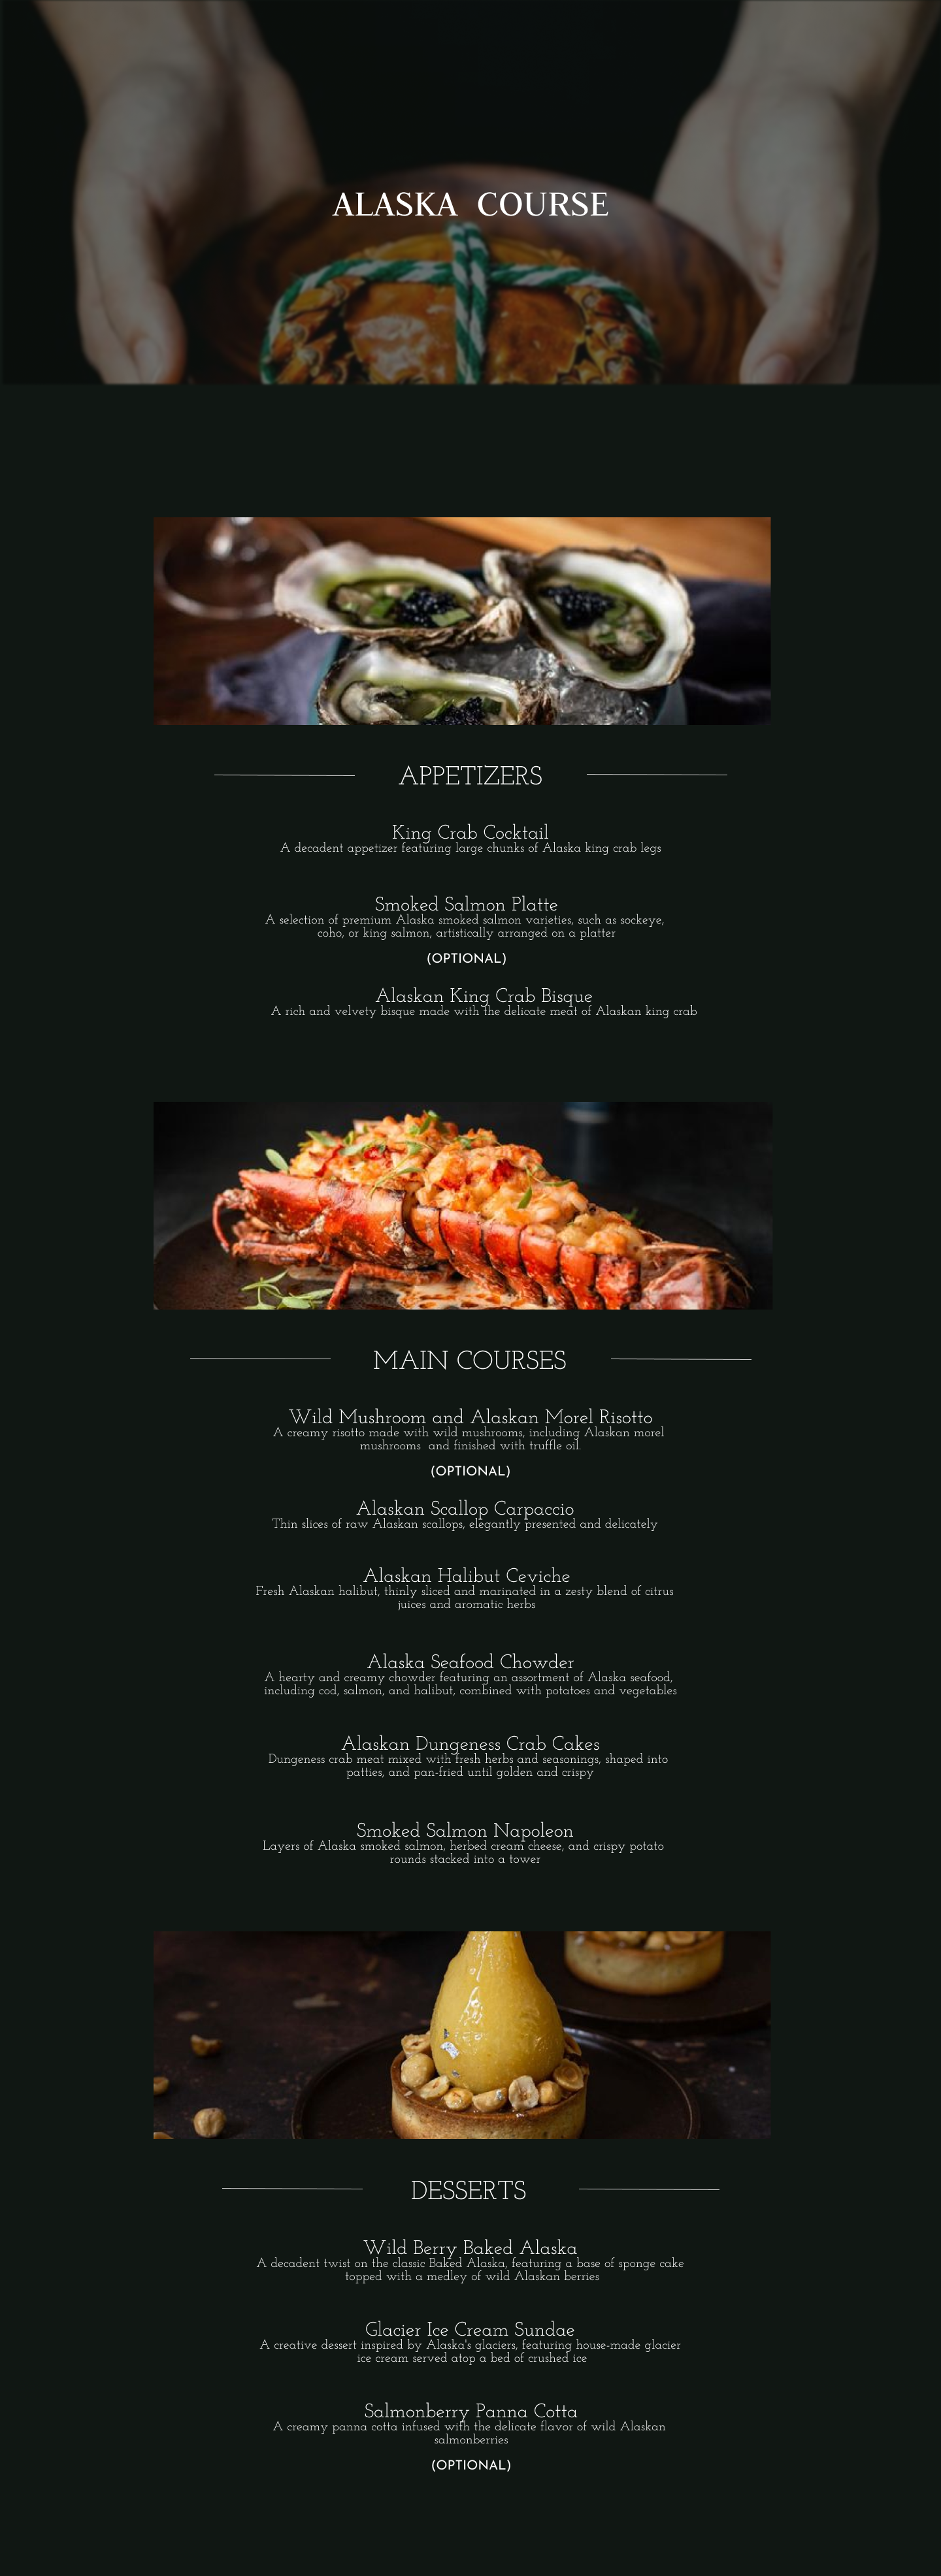 ALASKA COURSE
APPETIZERS
King Crab Cocktail
A decadent appetizer featuring large chunks of Alaska king crab legs
Smoked Salmon Platte
A selection of premium Alaska smoked salmon varieties, such as sockeye,
coho, or king salmon, artistically arranged on a platter
(OPTIONAL)
Alaskan King Crab Bisque
A rich and velvety bisque made with the delicate meat of Alaskan king crab
MAIN COURSES
Wild Mushroom and Alaskan Morel Risotto
A creamy risotto made with wild mushrooms, including Alaskan morel
mushrooms and finished with truffle oil.
(OPTIONAL)
Alaskan Scallop Carpaccio
Thin slices of raw Alaskan scallops, elegantly presented and delicately
Alaskan Halibut Ceviche
Fresh Alaskan halibut, thinly sliced and marinated in a zesty blend of citrus
juices and aromatic herbs
Alaska Seafood Chowder
A hearty and creamy chowder featuring an assortment of Alaska seafood,
including cod, salmon, and halibut, combined with potatoes and vegetables
Alaskan Dungeness Crab Cakes
Dungeness crab meat mixed with fresh herbs and seasonings, shaped into
patties, and pan-fried until golden and crispy
Smoked Salmon Napoleon
Layers of Alaska smoked salmon, herbed cream cheese, and crispy potato
rounds stacked into a tower
DESSERTS
Wild Berry Baked Alaska
A decadent twist on the classic Baked Alaska, featuring a base of sponge cake
topped with a medley of wild Alaskan berries
Glacier Ice Cream Sundae
A creative dessert inspired by Alaska's glaciers, featuring house-made glacier
ice cream served atop a bed of crushed ice
Salmonberry Panna Cotta
A creamy panna cotta infused with the delicate flavor of wild Alaskan
salmonberries
(OPTIONAL)